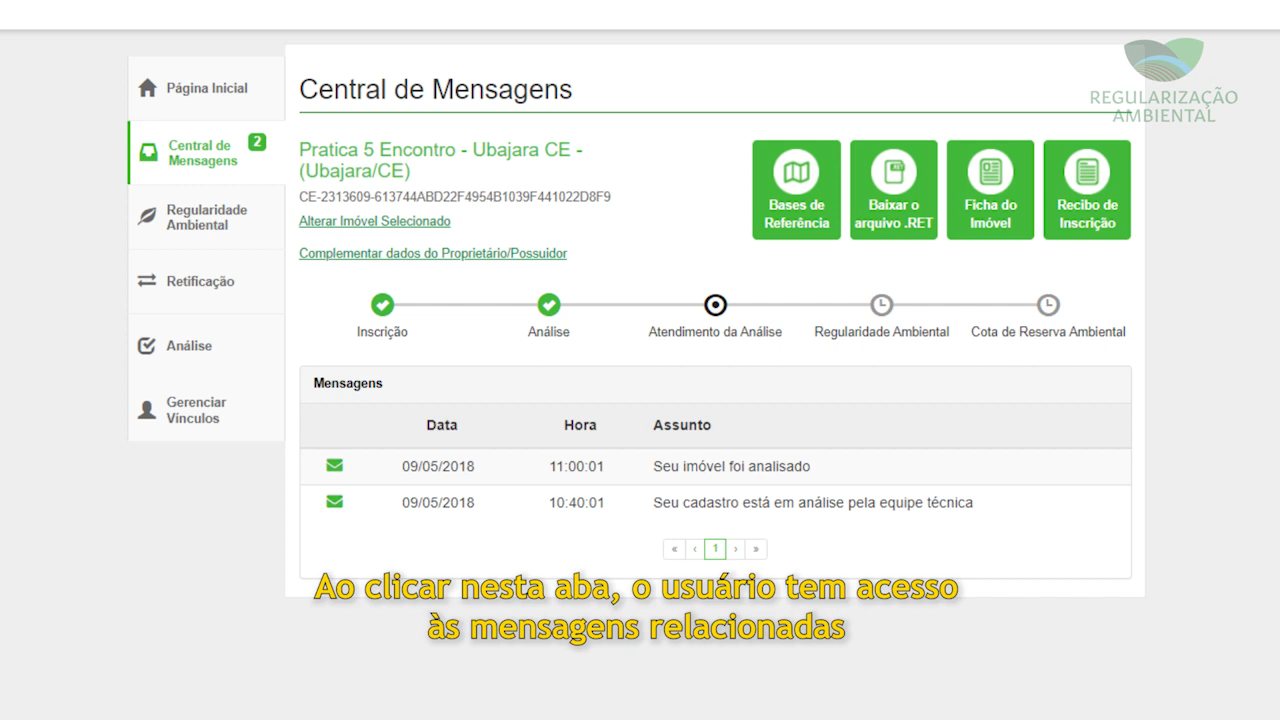 REGULARIZAÇÃO
AMBIENTAL
Página Inicial
Central de
Mensagens
2
Regularidade
Ambiental
Retificação
Análise
Gerenciar
Vínculos
Central de Mensagens
Pratica 5 Encontro - Ubajara CE -
(Ubajara/CE)
CE-2313609-613744ABD22F4954B1039F441022D8F9
Alterar Imóvel Selecionado
Complementar dados do Proprietário/Possuidor
Bases de
Referência
Baixar o
arquivo .RET
Ficha do
Imóvel
Recibo de
Inscrição
Inscrição
Análise
Atendimento da Análise
Regularidade Ambiental
Cota de Reserva Ambiental
Mensagens
Data Hora Assunto
09/05/2018 11:00:01 Seu imóvel foi analisado
09/05/2018 10:40:01 Seu cadastro está em análise pela equipe técnica
« ‹ 1 › »
Ao clicar nesta aba, o usuário tem acesso
às mensagens relacionadas